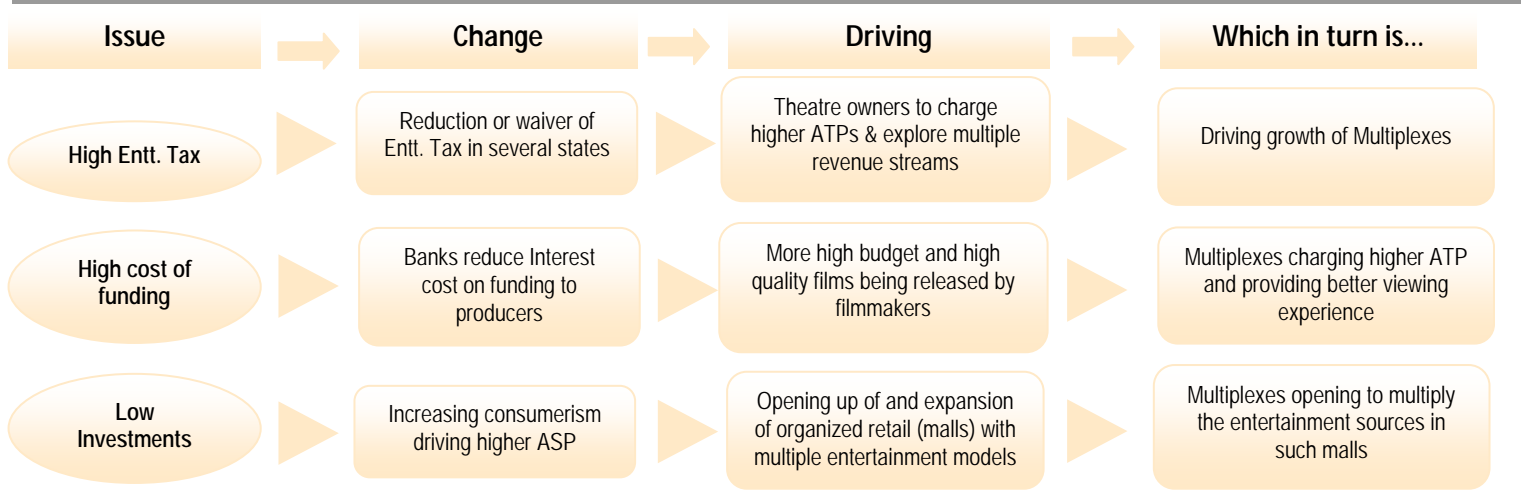 Issue
Change
Driving
Which in turn is...
High Entt. Tax
Reduction or waiver of
Entt. Tax in several states
Theatre owners to charge
higher ATPs & explore multiple
revenue streams
Driving growth of Multiplexes
High cost of
funding
Banks reduce Interest
cost on funding to
producers
More high budget and high
quality films being released by
filmmakers
Multiplexes charging higher ATP
and providing better viewing
experience
Low
Investments
Increasing consumerism
driving higher ASP
Opening up of and expansion
of organized retail (malls) with
multiple entertainment models
Multiplexes opening to multiply
the entertainment sources in
such malls